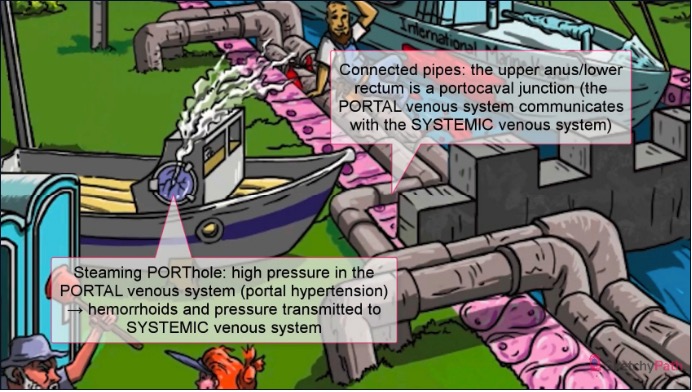 International Marine
Connected pipes: the upper anus/lower
rectum is a portocaval junction (the
PORTAL venous system communicates
with the SYSTEMIC venous system)
Steaming PORThole: high pressure in the
PORTAL venous system (portal hypertension)
→ hemorrhoids and pressure transmitted to
SYSTEMIC venous system
SketchyPath